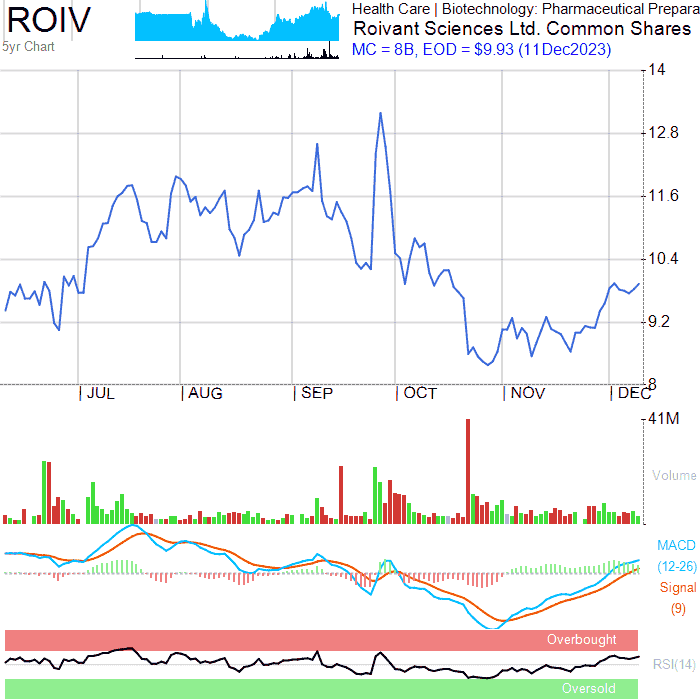 ROIV
5yr Chart
Health Care | Biotechnology: Pharmaceutical Prepara
Roivant Sciences Ltd. Common Shares
MC = 8B, EOD = $9.93 (11Dec2023)
14
12.8
11.6
10.4
9.2
8
JUL AUG SEP OCT NOV DEC
41M
Volume
MACD
(12-26)
Signal
(9)
Overbought
RSI(14)
Oversold